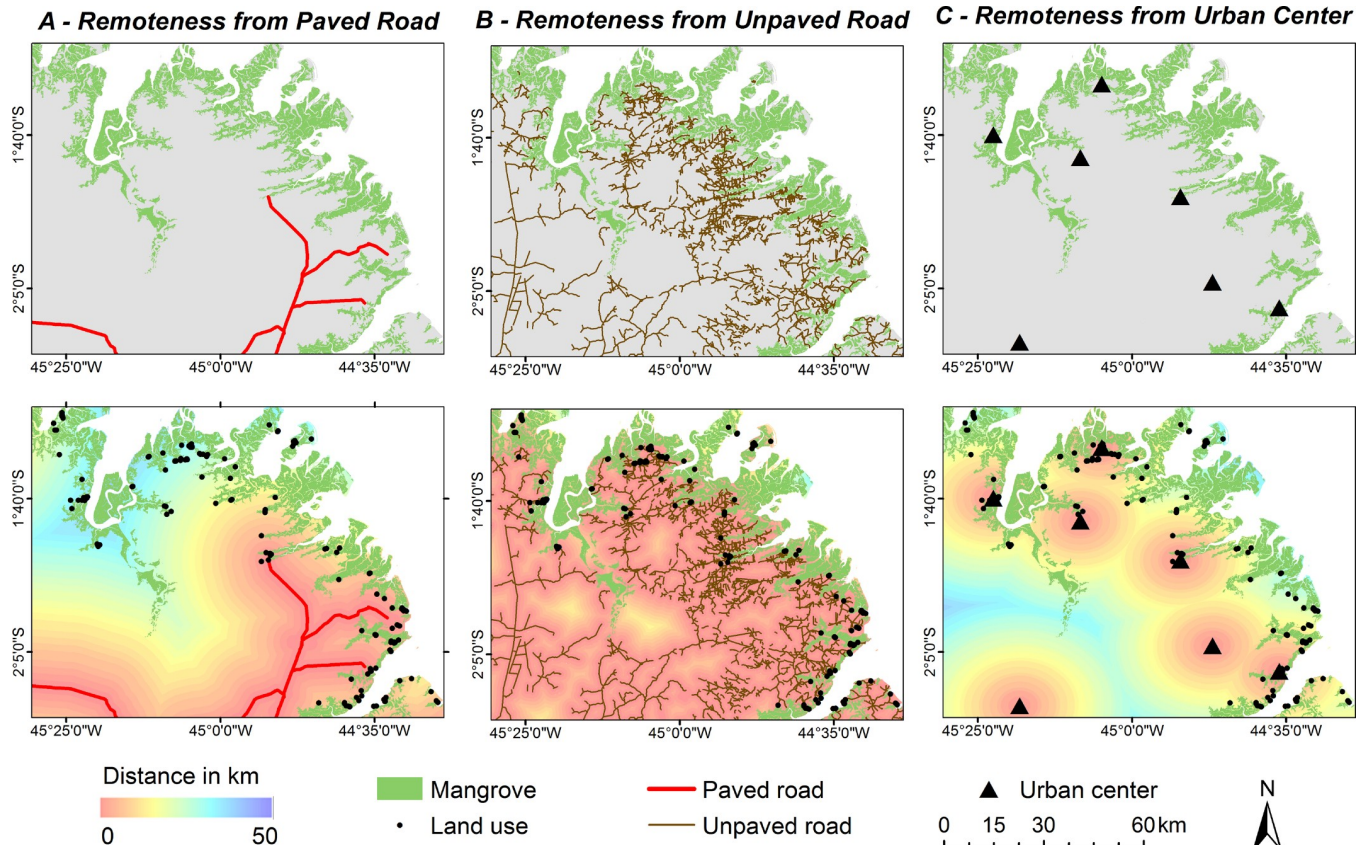 A - Remoteness from Paved Road
B - Remoteness from Unpaved Road
C - Remoteness from Urban Center
1°40'0"S
2°5'0"S
45°25'0"W
45°0'0"W
44°35'0"W
1°40'0"S
2°5'0"S
45°25'0"W
45°0'0"W
44°35'0"W
1°40'0"S
2°5'0"S
45°25'0"W
45°0'0"W
44°35'0"W
1°40'0"S
2°5'0"S
45°25'0"W
45°0'0"W
44°35'0"W
1°40'0"S
2°5'0"S
45°25'0"W
45°0'0"W
44°35'0"W
1°40'0"S
2°5'0"S
45°25'0"W
45°0'0"W
44°35'0"W
Distance in km
0 50
Mangrove
Land use
Paved road
Unpaved road
Urban center
0 15 30 60 km
N